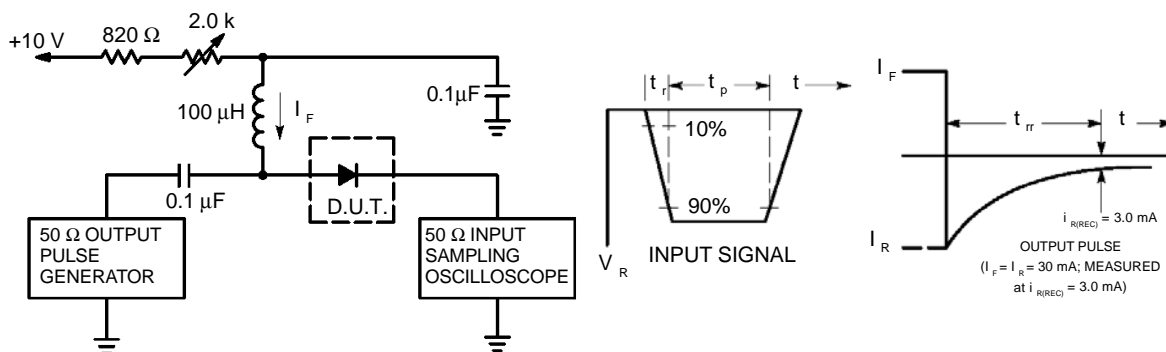 +10 V
820 Ω
2.0 k
100 μH
I F
0.1μF
0.1 μF
D.U.T.
50 Ω OUTPUT
PULSE
GENERATOR
50 Ω INPUT
SAMPLING
OSCILLOSCOPE
t r
t p
t
10%
90%
V R
INPUT SIGNAL
I F
t rr
t
i R(REC) = 3.0 mA
I R
OUTPUT PULSE
(I F = I R = 30 mA; MEASURED
at i R(REC) = 3.0 mA)